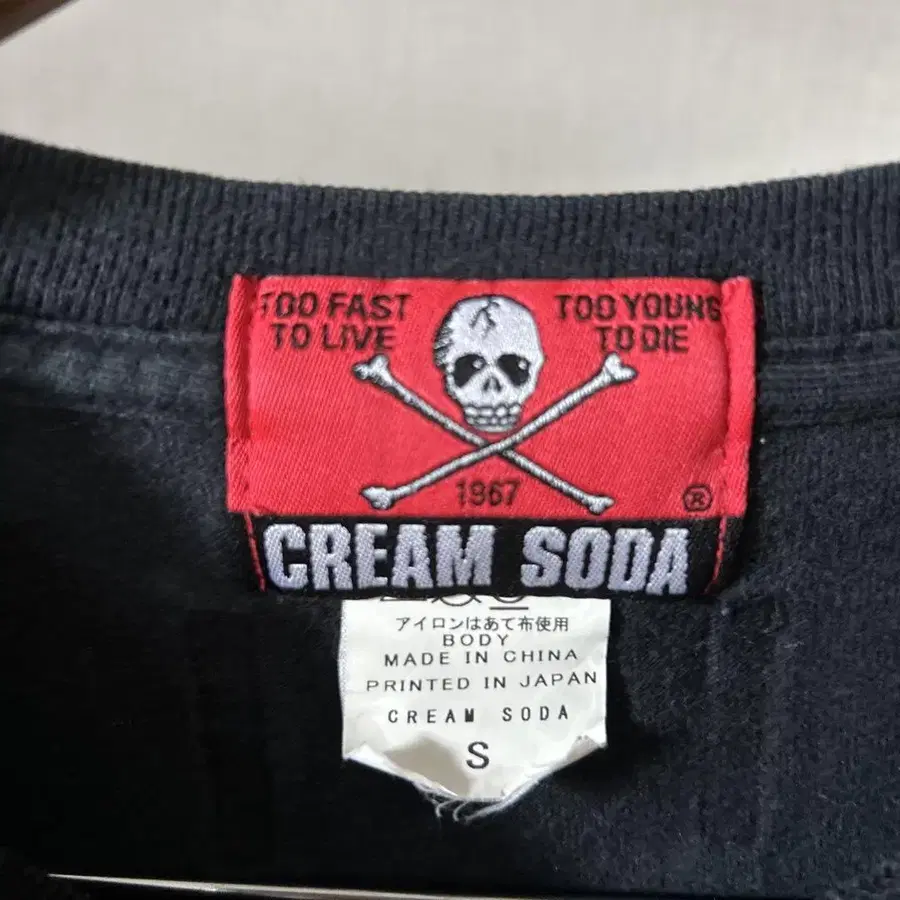 TOO FAST TOO YOUNG
TO LIVE TO DIE
1967 ®
CREAM SODA
アイロンはあて布使用
BODY
MADE IN CHINA
PRINTED IN JAPAN
CREAM SODA
S